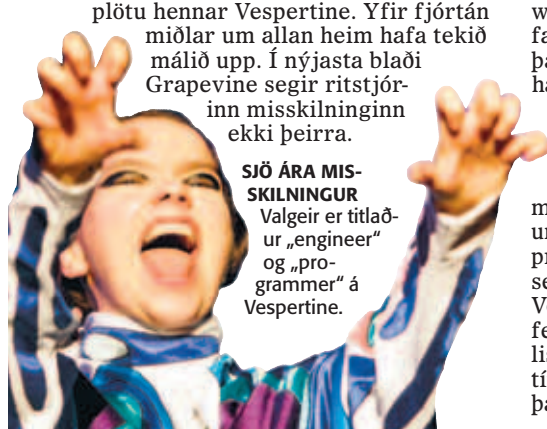 plötu hennar Vespertine. Yfir fjórtán
miðlar um allan heim hafa tekið
málið upp. Í nýjasta blaði
Grapevine segir ritstjór-
inn misskilninginn
ekki þeirra.
SJÖ ÁRA MIS-
SKILNINGUR
Valgeir er titlað-
ur „engineer“
og „pro-
grammer“ á
Vespertine.